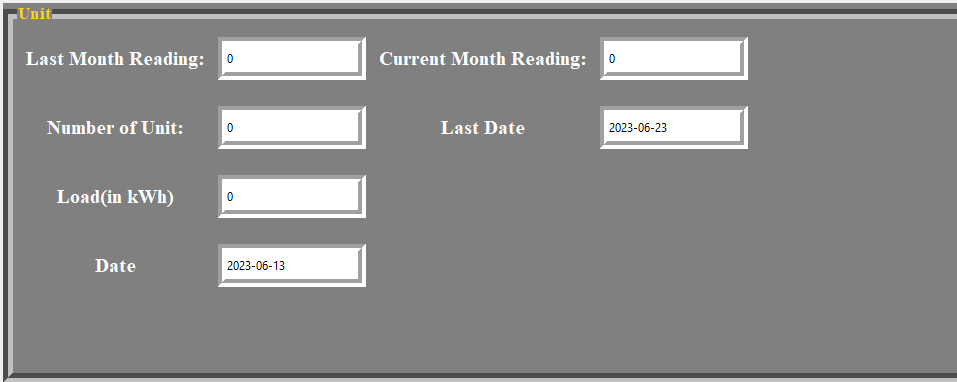 Unit
Last Month Reading: 0 Current Month Reading: 0
Number of Unit: 0 Last Date 2023-06-23
Load(in kWh) 0
Date 2023-06-13